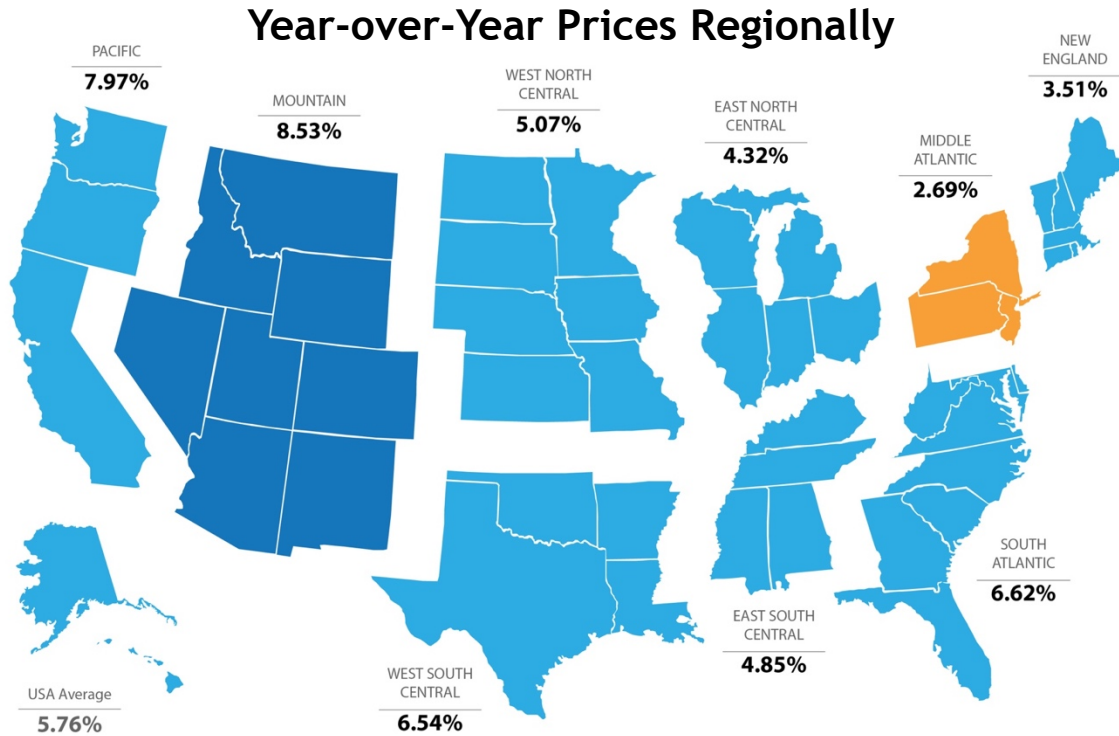 Year-over-Year Prices Regionally
PACIFIC
7.97%
MOUNTAIN
8.53%
WEST NORTH
CENTRAL
5.07%
EAST NORTH
CENTRAL
4.32%
MIDDLE
ATLANTIC
2.69%
NEW
ENGLAND
3.51%
SOUTH
ATLANTIC
6.62%
EAST SOUTH
CENTRAL
4.85%
WEST SOUTH
CENTRAL
6.54%
USA Average
5.76%